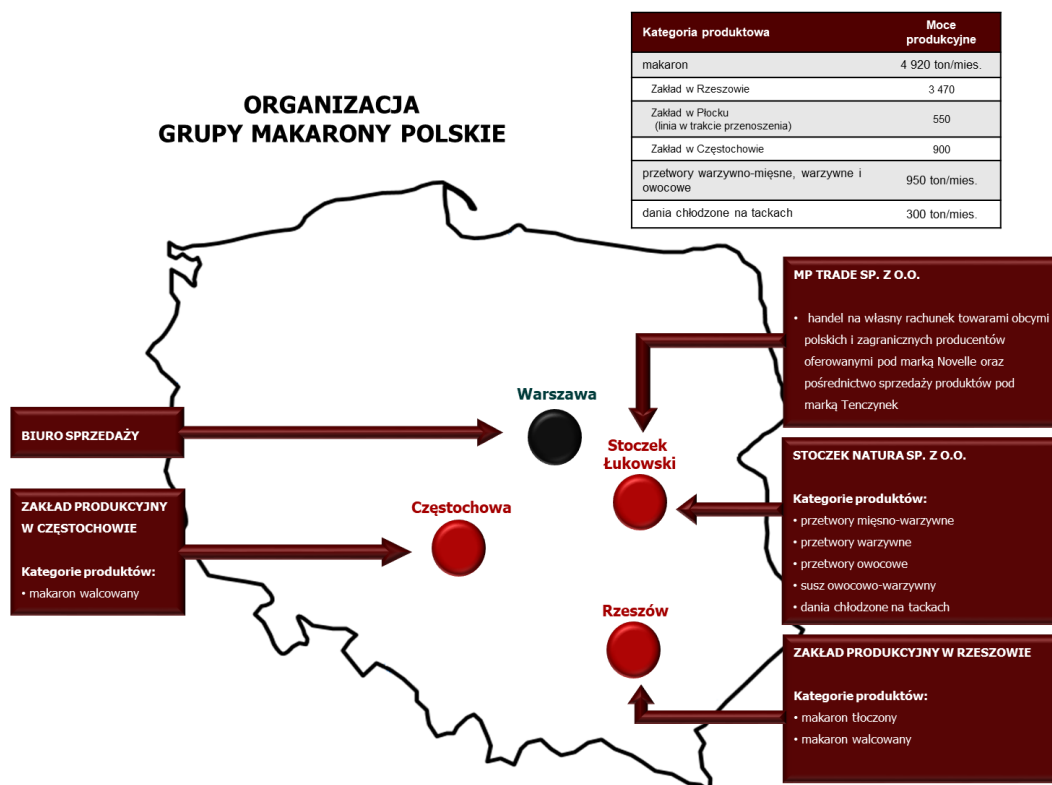 ORGANIZACJA
GRUPY MAKARONY POLSKIE
Kategoria produktowa Moce produkcyjne
makaron 4 920 ton/mies.
Zakład w Rzeszowie 3 470
Zakład w Płocku
(linia w trakcie przenoszenia) 550
Zakład w Częstochowie 900
przetwory warzywno-mięsne, warzywne i
owocowe 950 ton/mies.
dania chłodzone na tackach 300 ton/mies.
MP TRADE SP. Z O.O.
• handel na własny rachunek towarami obcymi
polskich i zagranicznych producentów
oferowanymi pod marką Novelle oraz
pośrednictwo sprzedaży produktów pod
marką Tenczynek
Warszawa
BIURO SPRZEDAŻY
Stoczek
Łukowski
STOCZEK NATURA SP. Z O.O.
Kategorie produktów:
• przetwory mięsno-warzywne
• przetwory warzywne
• przetwory owocowe
• susz owocowo-warzywny
• dania chłodzone na tackach
ZAKŁAD PRODUKCYJNY
W CZĘSTOCHOWIE
Kategorie produktów:
• makaron walcowany
Częstochowa
Rzeszów
ZAKŁAD PRODUKCYJNY W RZESZOWIE
Kategorie produktów:
• makaron tłoczony
• makaron walcowany